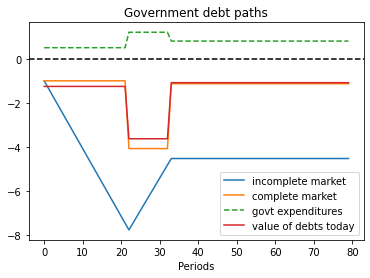 Government debt paths
0
−2
−4
−6
−8
incomplete market
complete market
govt expenditures
value of debts today
0 10 20 30 40 50 60 70 80
Periods